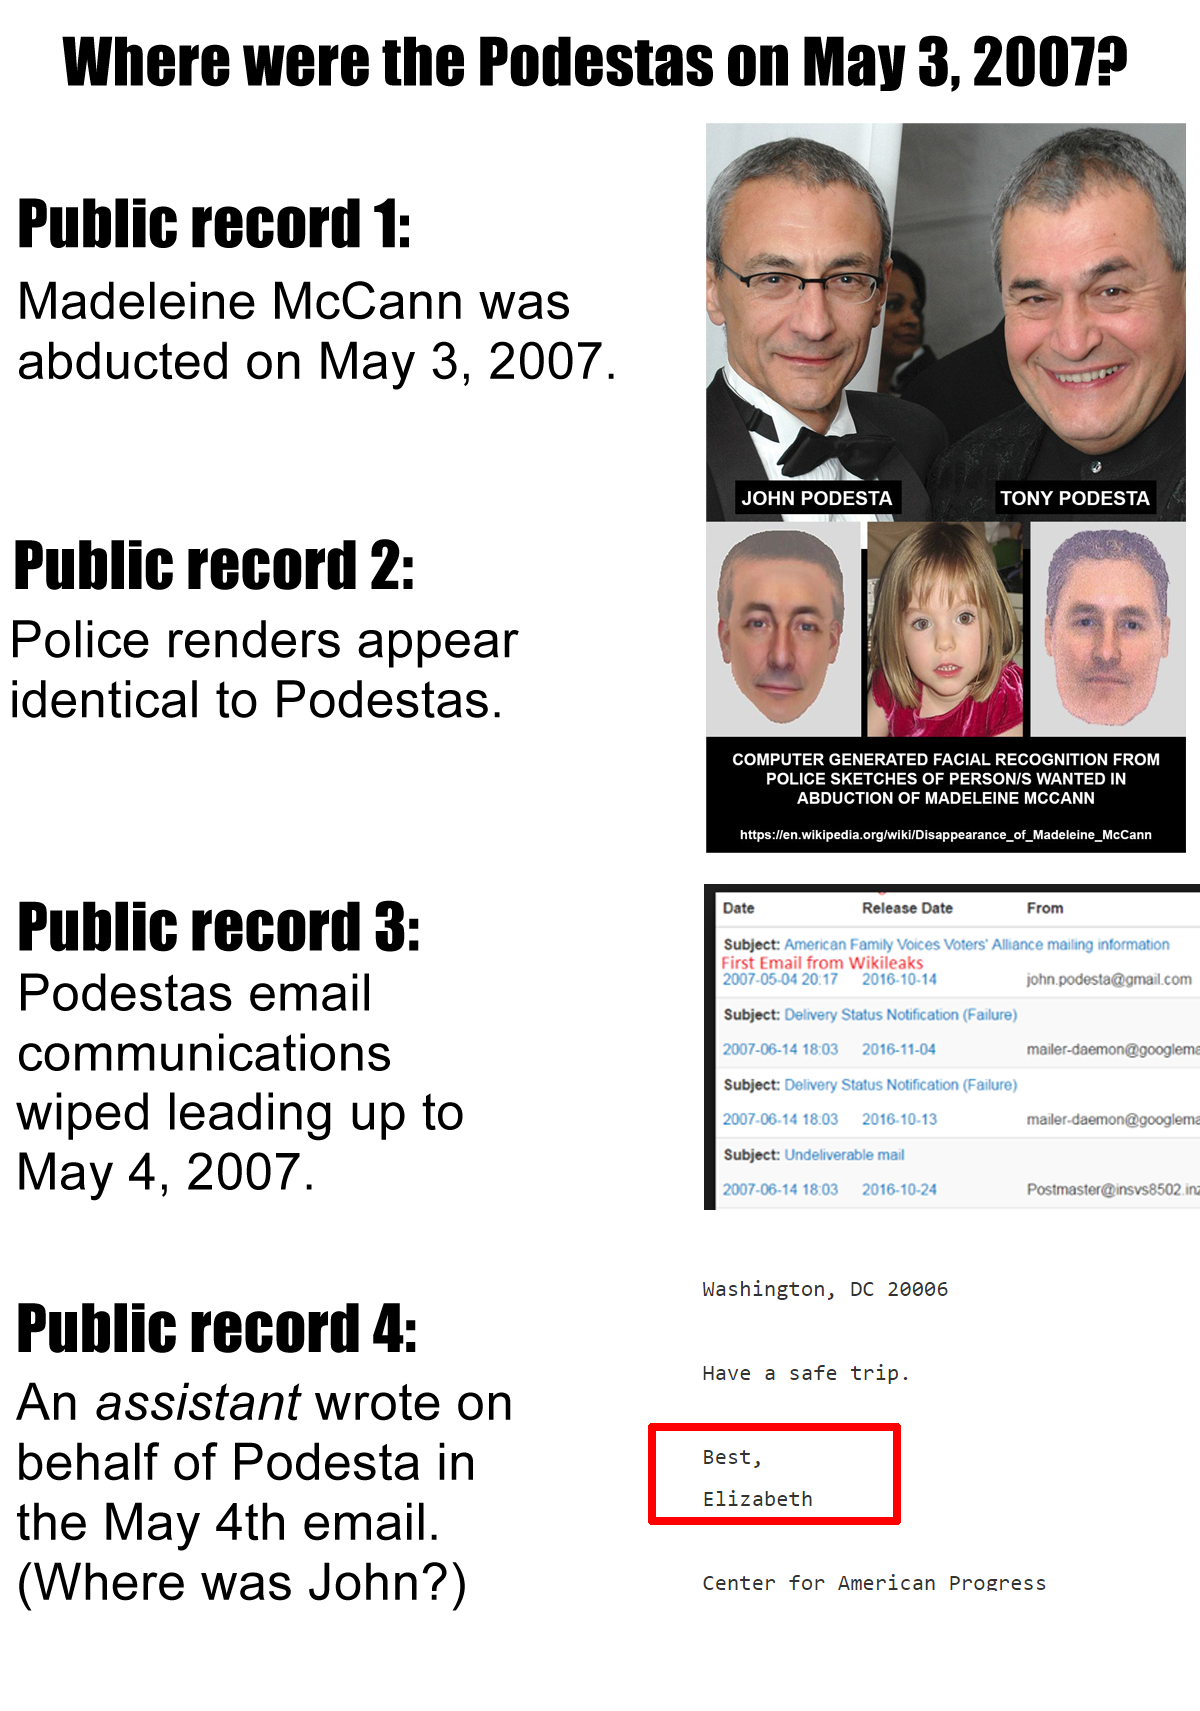 Where were the Podestas on May 3, 2007?
Public record 1:
Madeleine McCann was
abducted on May 3, 2007.
JOHN PODESTA
TONY PODESTA
Public record 2:
Police renders appear
identical to Podestas.
COMPUTER GENERATED FACIAL RECOGNITION FROM
POLICE SKETCHES OF PERSON/S WANTED IN
ABDUCTION OF MADELEINE MCCANN
https://en.wikipedia.org/wiki/Disappearance_of_Madeleine_McCann
Public record 3:
Podestas email
communications
wiped leading up to
May 4, 2007.
Date Release Date From
Subject: American Family Voices Voters' Alliance mailing information
First Email from Wikileaks
2007-05-04 20:17 2016-10-14 john.podesta@gmail.com
Subject: Delivery Status Notification (Failure)
2007-06-14 18:03 2016-11-04 mailer-daemon@googlema
Subject: Delivery Status Notification (Failure)
2007-06-14 18:03 2016-10-13 mailer-daemon@googlema
Subject: Undeliverable mail
2007-06-14 18:03 2016-10-24 Postmaster@insvs8502.inz
Public record 4:
An assistant wrote on
behalf of Podesta in
the May 4th email.
(Where was John?)
Washington, DC 20006
Have a safe trip.
Best,
Elizabeth
Center for American Progress